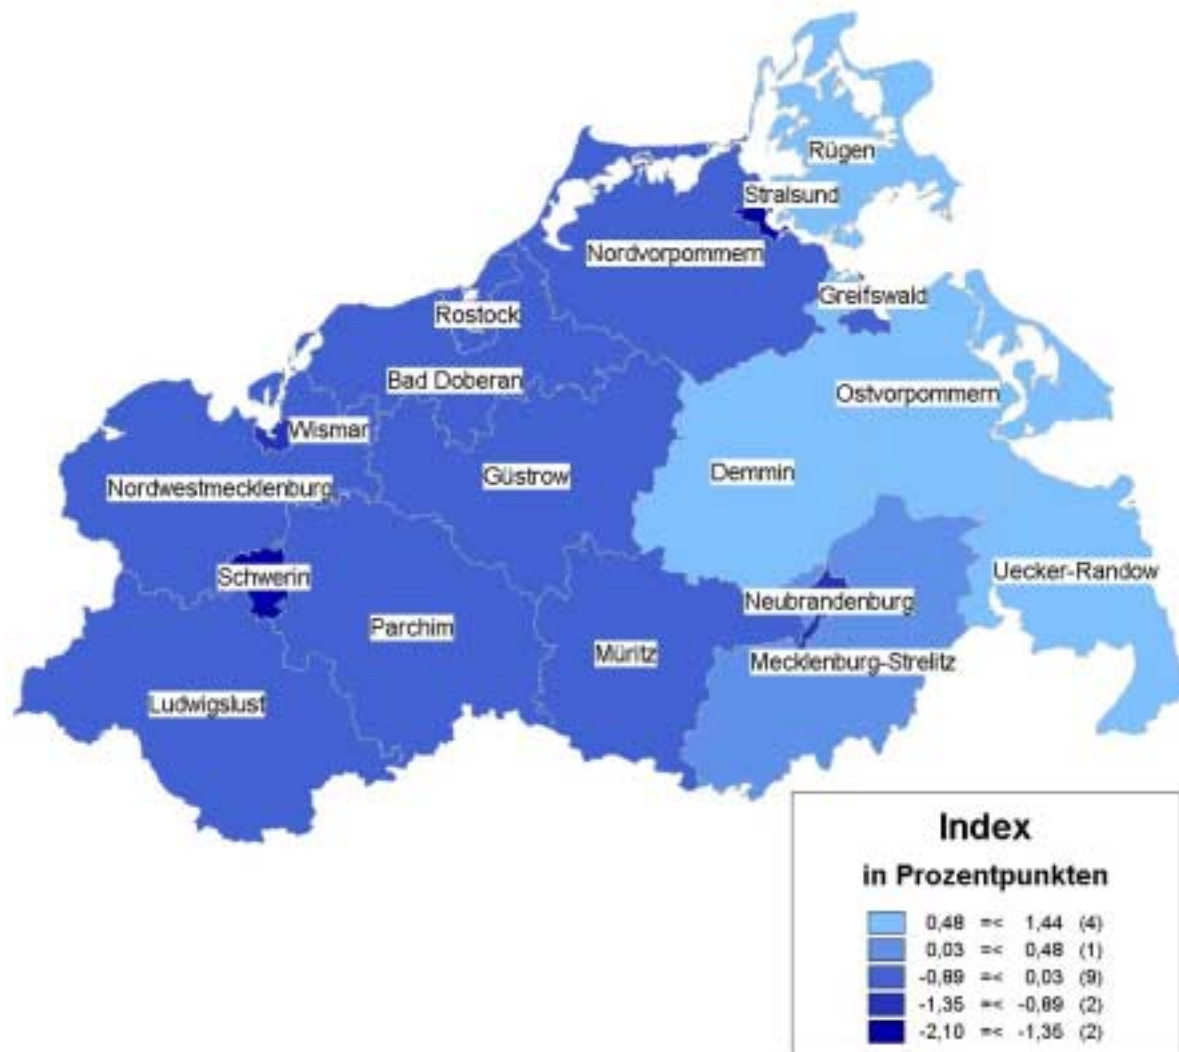 Rügen
Stralsund
Nordvorpommern
Greifswald
Rostock
Bad Doberan
Ostvorpommern
Wismar
Demmin
Güstrow
Nordwestmecklenburg
Uecker-Randow
Schwerin
Neubrandenburg
Parchim
Müritz
Mecklenburg-Strelitz
Ludwigslust
Index
in Prozentpunkten
0,48 =< 1,44 (4)
0,03 =< 0,48 (1)
-0,89 =< 0,03 (9)
-1,35 =< -0,89 (2)
-2,10 =< -1,35 (2)